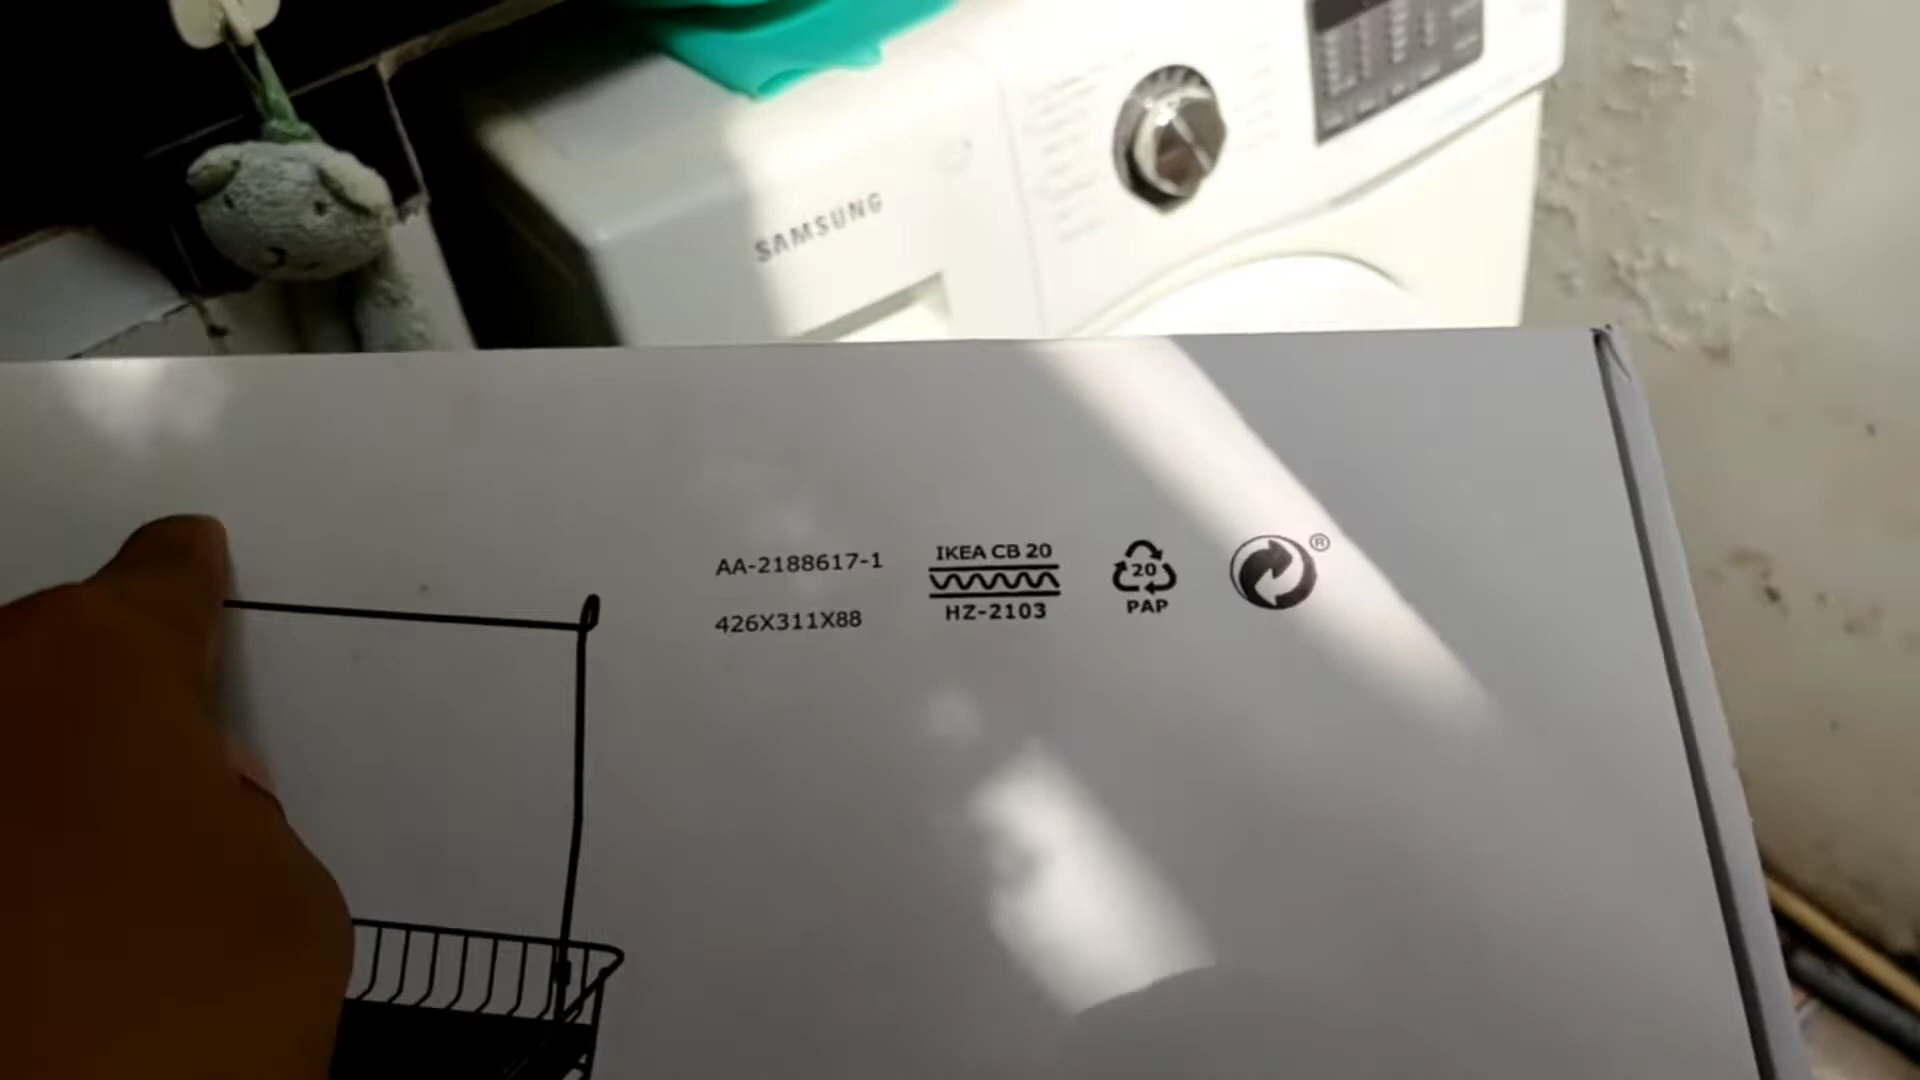 SAMSUNG
AA-2188617-1
426X311X88
IKEA CB 20
HZ-2103
20
PAP
®